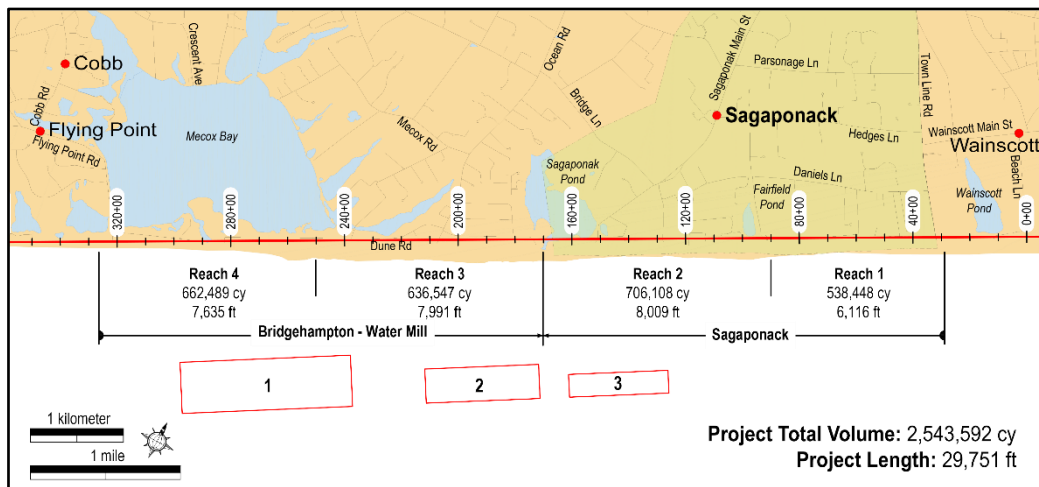 Cobb
Cobb Rd
Flying Point
Flying Point Rd
Crescent Ave
Mecox Bay
Mecox Rd
Ocean Rd
Bridge Ln
Sagaponak Main St
Parsonage Ln
Sagaponack
Hedges Ln
Daniels Ln
Sagaponak
Pond
Fairfield
Pond
Town Line Rd
Wainscott Main St
Wainscott
Beach Ln
Wainscott
Pond
Dune Rd
320+00
280+00
240+00
200+00
160+00
120+00
80+00
40+00
0+00
Reach 4
662,489 cy
7,635 ft
Reach 3
636,547 cy
7,991 ft
Reach 2
706,108 cy
8,009 ft
Reach 1
538,448 cy
6,116 ft
Bridgehampton - Water Mill
Sagaponack
1
2
3
1 kilometer
1 mile
Project Total Volume: 2,543,592 cy
Project Length: 29,751 ft